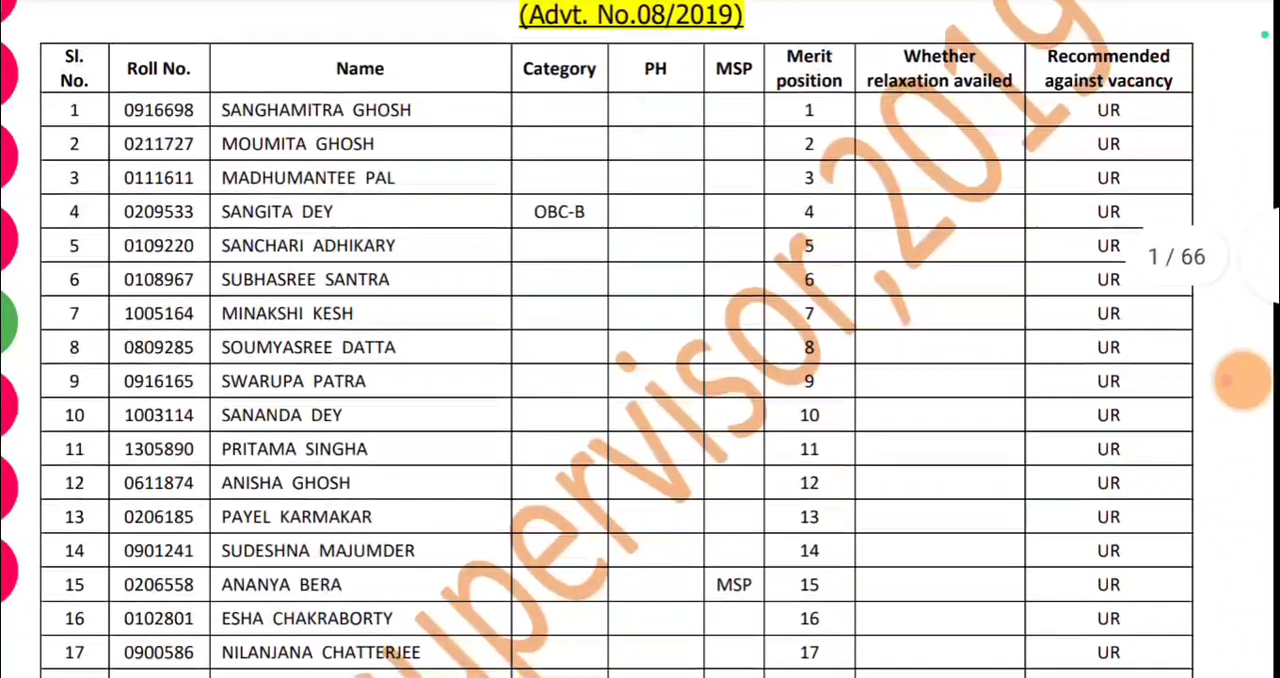 (Advt. No.08/2019)
Sl. No. Roll No. Name Category PH MSP Merit position Whether relaxation availed Recommended against vacancy
1 0916698 SANGHAMITRA GHOSH 1 UR
2 0211727 MOUMITA GHOSH 2 UR
3 0111611 MADHUMANTEE PAL 3 UR
4 0209533 SANGITA DEY OBC-B 4 UR
5 0109220 SANCHARI ADHIKARY 5 UR
1 / 66
6 0108967 SUBHASREE SANTRA 6 UR
7 1005164 MINAKSHI KESH 7 UR
8 0809285 SOUMYASREE DATTA 8 UR
9 0916165 SWARUPA PATRA 9 UR
10 1003114 SANANDA DEY 10 UR
11 1305890 PRITAMA SINGHA 11 UR
12 0611874 ANISHA GHOSH 12 UR
13 0206185 PAYEL KARMAKAR 13 UR
14 0901241 SUDESHNA MAJUMDER 14 UR
15 0206558 ANANYA BERA MSP 15 UR
16 0102801 ESHA CHAKRABORTY 16 UR
17 0900586 NILANJANA CHATTERJEE 17 UR
upervisor,2019